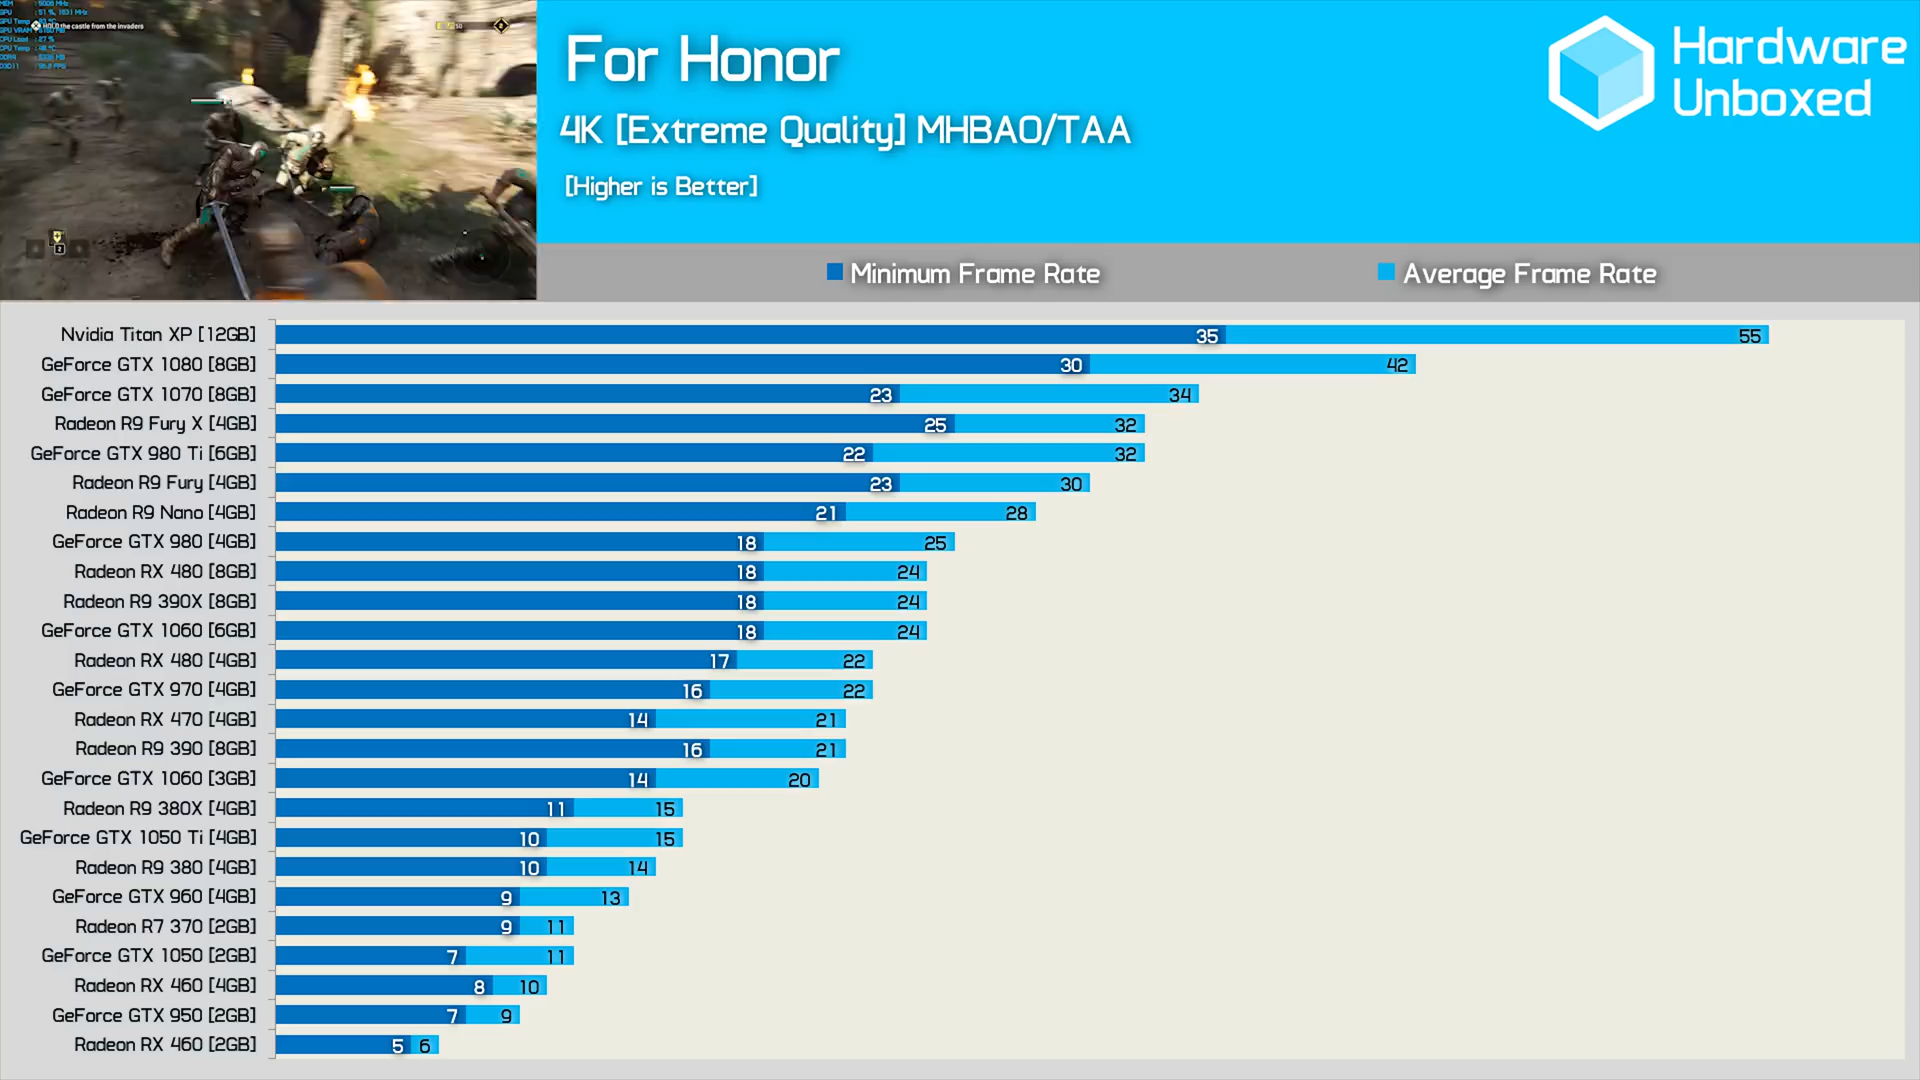 HOLD the castle from the invaders
For Honor
4K [Extreme Quality] MHBAO/TAA
[Higher is Better]
Hardware
Unboxed
Minimum Frame Rate
Average Frame Rate
Nvidia Titan XP [12GB] 35 55
GeForce GTX 1080 [8GB] 30 42
GeForce GTX 1070 [8GB] 23 34
Radeon R9 Fury X [4GB] 25 32
GeForce GTX 980 Ti [6GB] 22 32
Radeon R9 Fury [4GB] 23 30
Radeon R9 Nano [4GB] 21 28
GeForce GTX 980 [4GB] 18 25
Radeon RX 480 [8GB] 18 24
Radeon R9 390X [8GB] 18 24
GeForce GTX 1060 [6GB] 18 24
Radeon RX 480 [4GB] 17 22
GeForce GTX 970 [4GB] 16 22
Radeon RX 470 [4GB] 14 21
Radeon R9 390 [8GB] 16 21
GeForce GTX 1060 [3GB] 14 20
Radeon R9 380X [4GB] 11 15
GeForce GTX 1050 Ti [4GB] 10 15
Radeon R9 380 [4GB] 10 14
GeForce GTX 960 [4GB] 9 13
Radeon R7 370 [2GB] 9 11
GeForce GTX 1050 [2GB] 7 11
Radeon RX 460 [4GB] 8 10
GeForce GTX 950 [2GB] 7 9
Radeon RX 460 [2GB] 5 6